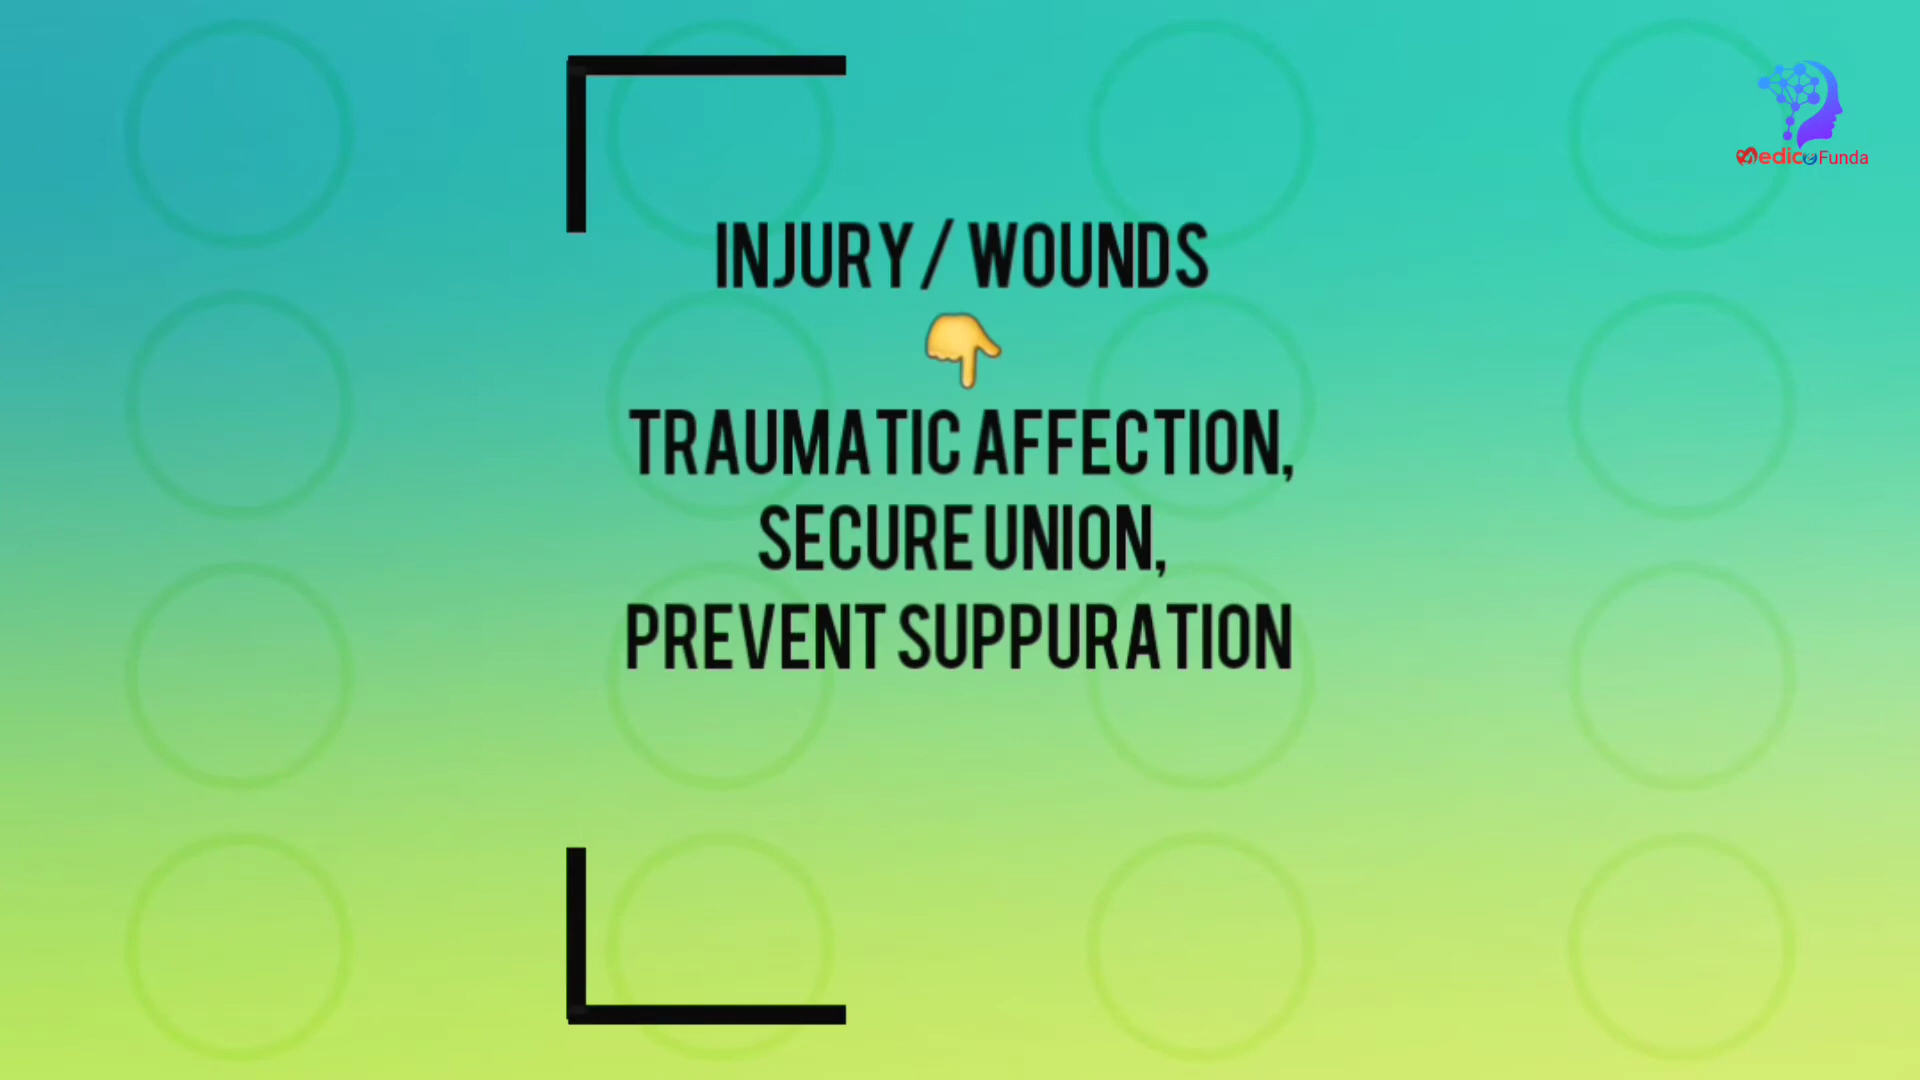 MedicoFunda
INJURY / WOUNDS
👇
TRAUMATIC AFFECTION,
SECURE UNION,
PREVENT SUPPURATION